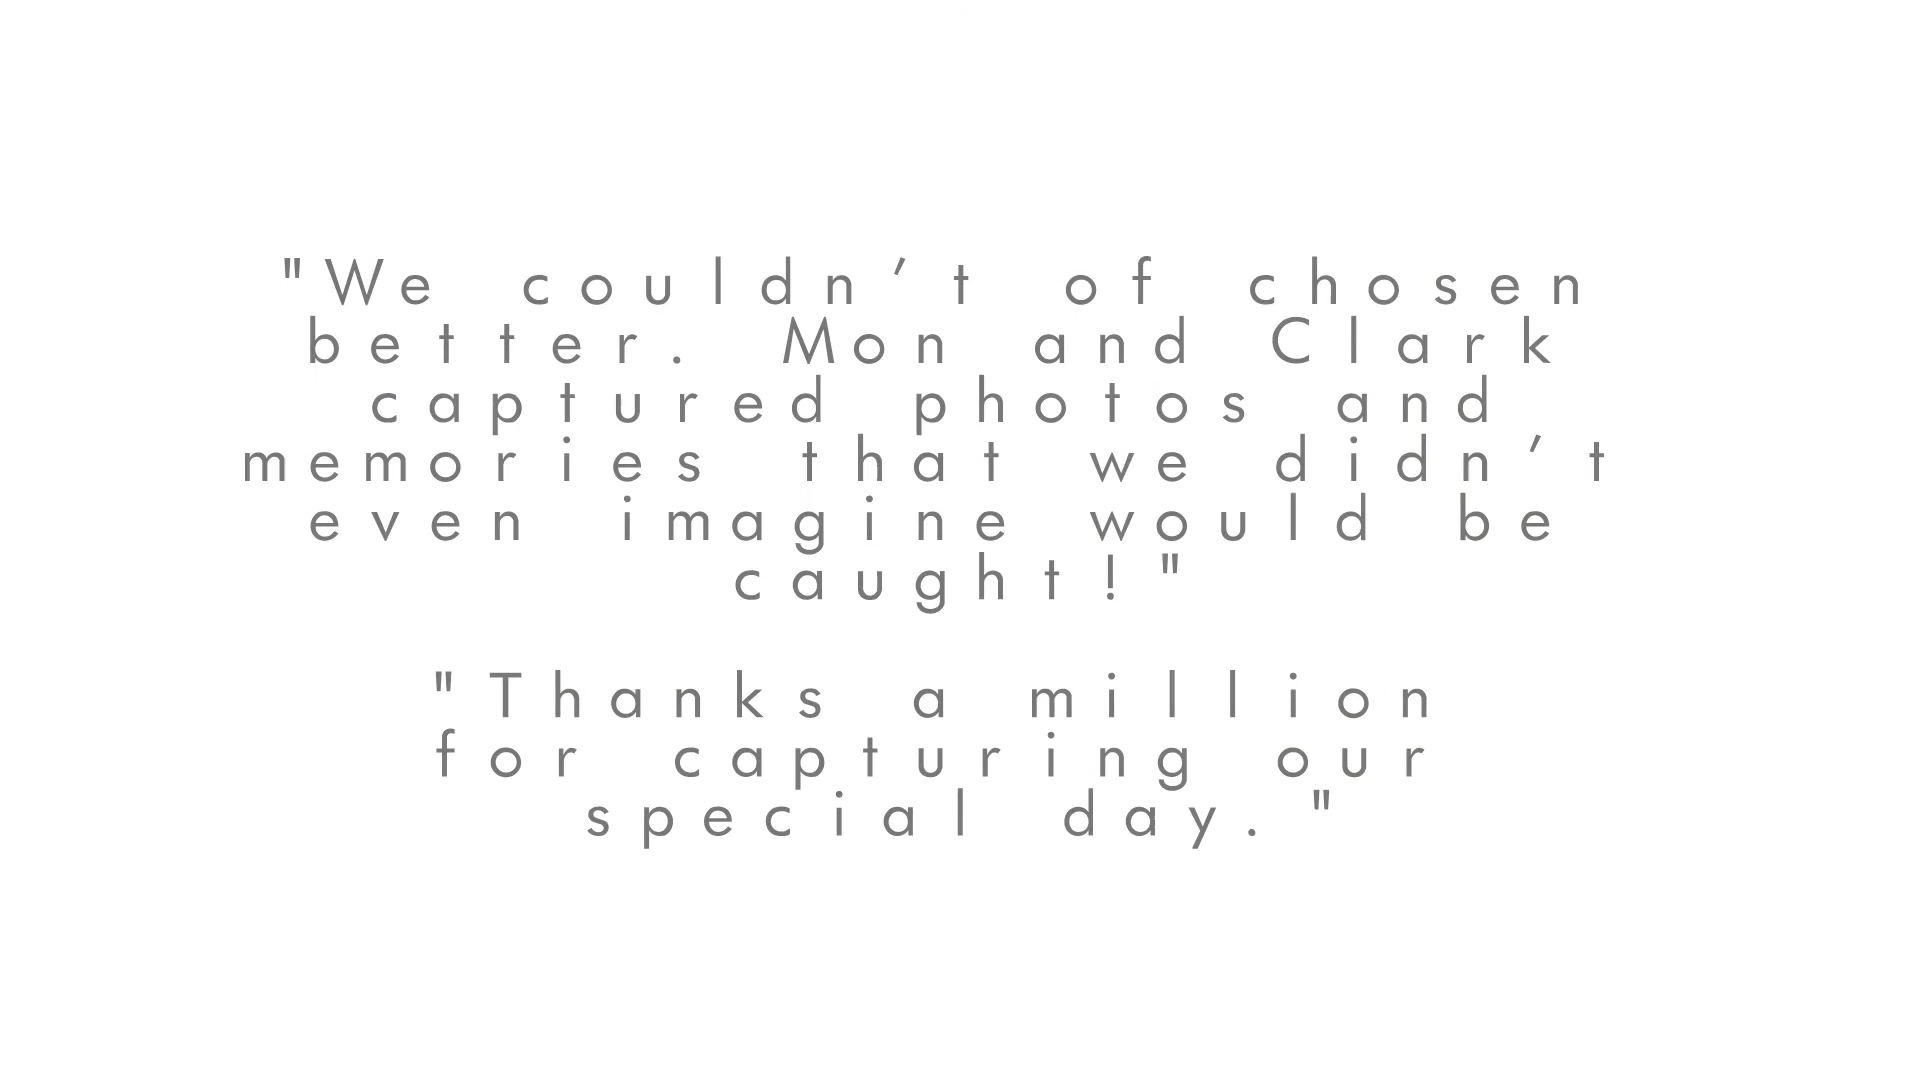 "We couldn’t of chosen
better. Mon and Clark
captured photos and
memories that we didn’t
even imagine would be
caught!"
"Thanks a million
for capturing our
special day."